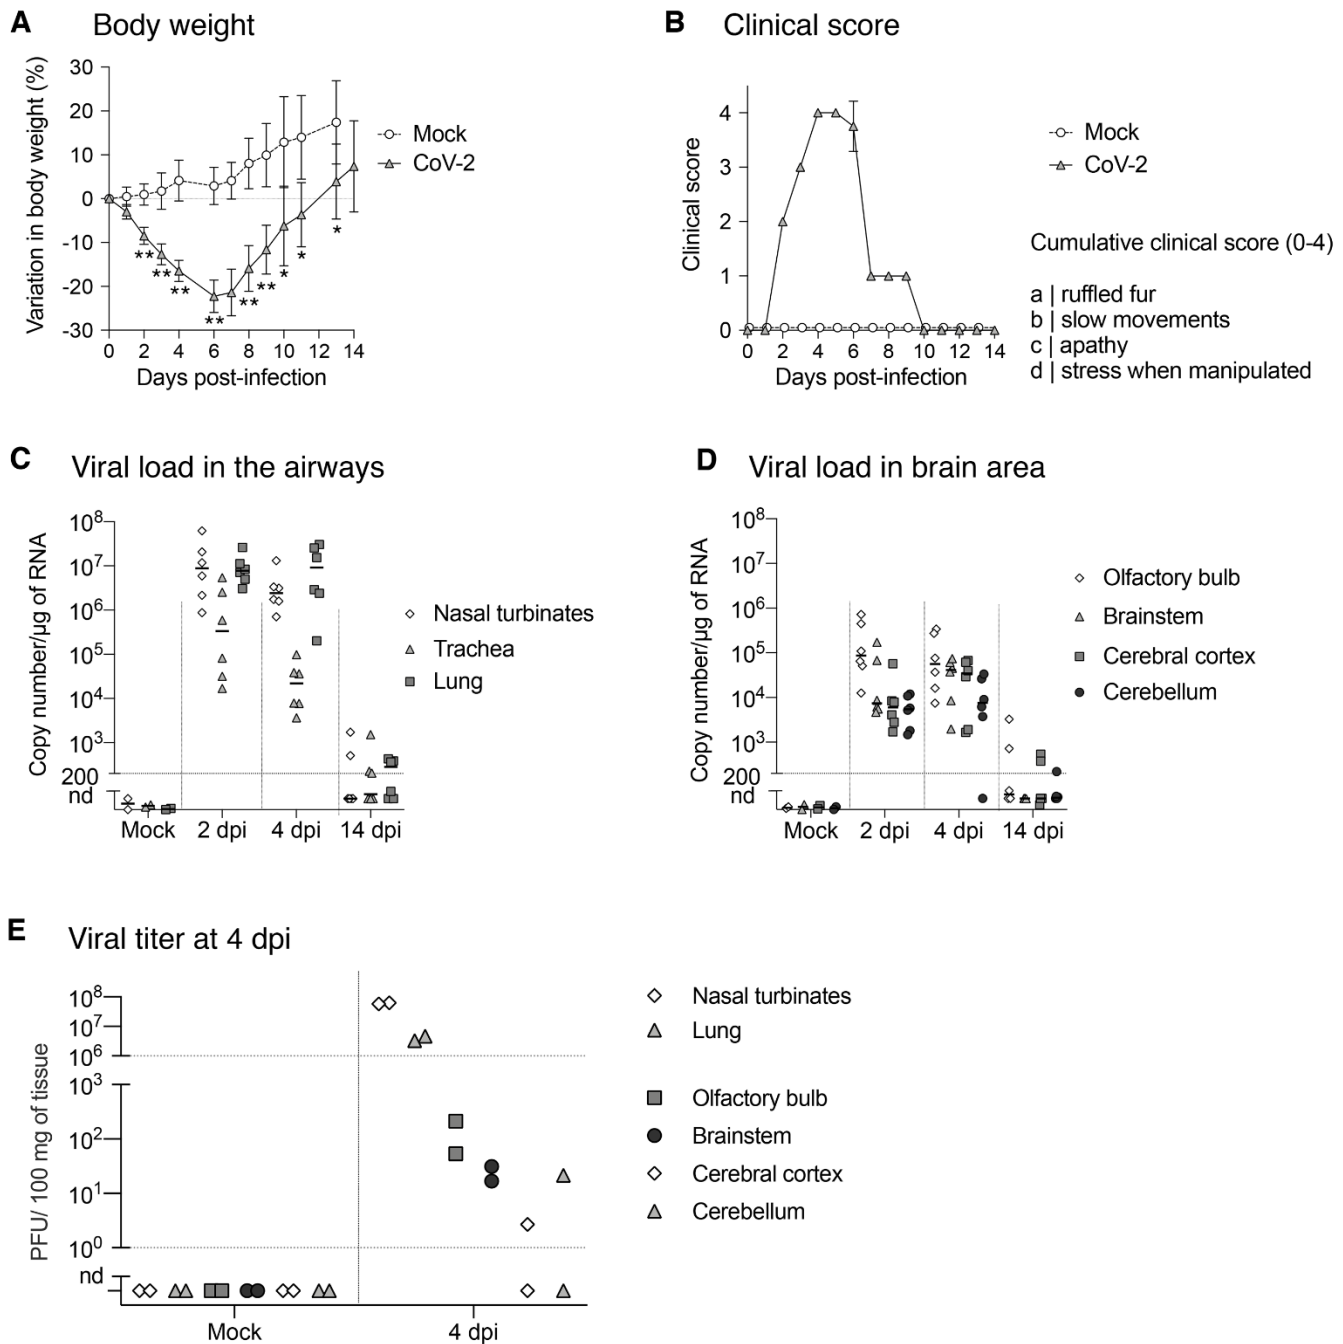 A Body weight
Variation in body weight (%)
30
20
10
0
-10
-20
-30
** ** ** ** ** ** * * *
0 2 4 6 8 10 12 14
Days post-infection
Mock
CoV-2
B Clinical score
Clinical score
4
3
2
1
0
0 2 4 6 8 10 12 14
Days post-infection
Mock
CoV-2
Cumulative clinical score (0-4)
a | ruffled fur
b | slow movements
c | apathy
d | stress when manipulated
C Viral load in the airways
Copy number/µg of RNA
10⁸
10⁷
10⁶
10⁵
10⁴
10³
200
nd
Mock 2 dpi 4 dpi 14 dpi
Nasal turbinates
Trachea
Lung
D Viral load in brain area
Copy number/µg of RNA
10⁸
10⁷
10⁶
10⁵
10⁴
10³
200
nd
Mock 2 dpi 4 dpi 14 dpi
Olfactory bulb
Brainstem
Cerebral cortex
Cerebellum
E Viral titer at 4 dpi
PFU/ 100 mg of tissue
10⁸
10⁷
10⁶
10³
10²
10¹
10⁰
nd
Mock 4 dpi
Nasal turbinates
Lung
Olfactory bulb
Brainstem
Cerebral cortex
Cerebellum